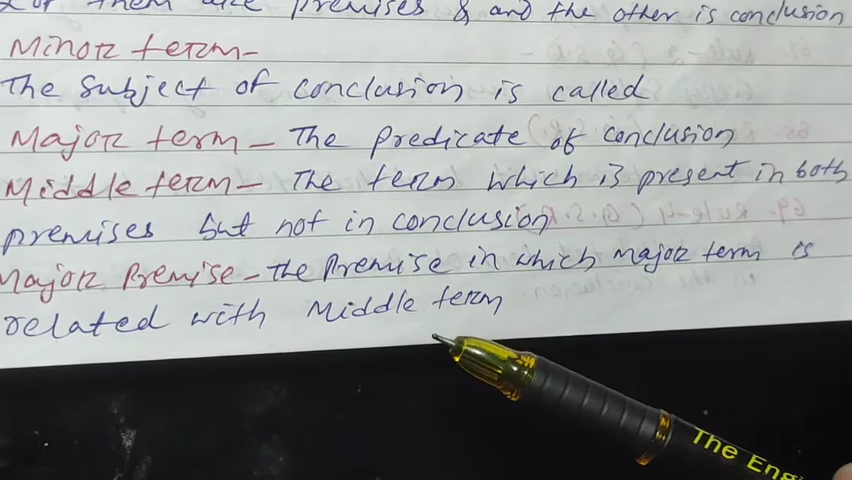 of them are premises & and the other is conclusion
Minor term-
The subject of conclusion is called
Major term - The predicate of conclusion
Middle term - The term which is present in both
premises but not in conclusion
Major Premise - The Premise in which major term is
related with Middle term
The Eng